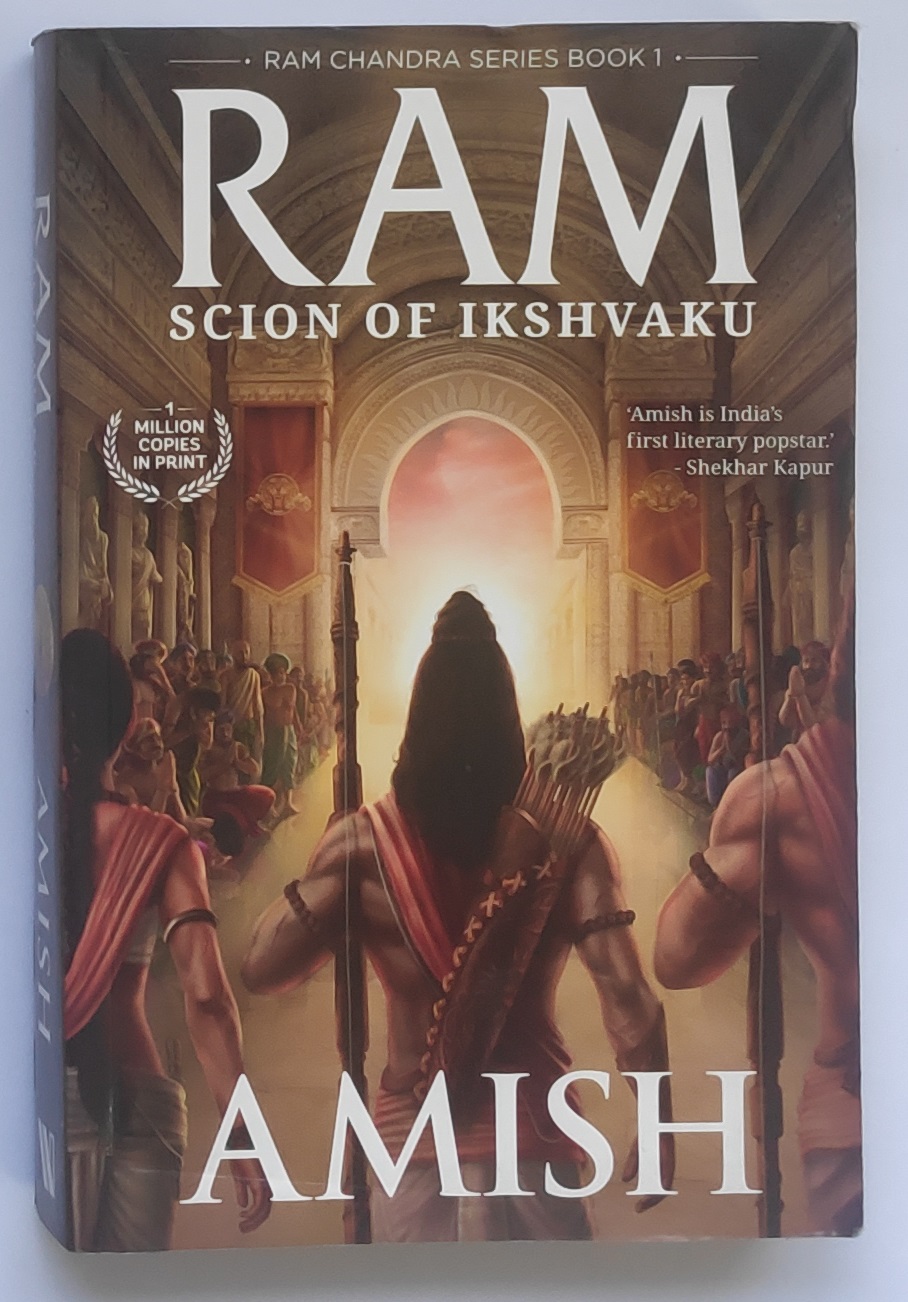 RAM CHANDRA SERIES BOOK 1
RAM
SCION OF IKSHVAKU
1
MILLION
COPIES
IN PRINT
‘Amish is India’s
first literary popstar.’
- Shekhar Kapur
AMISH
RAM
AMISH